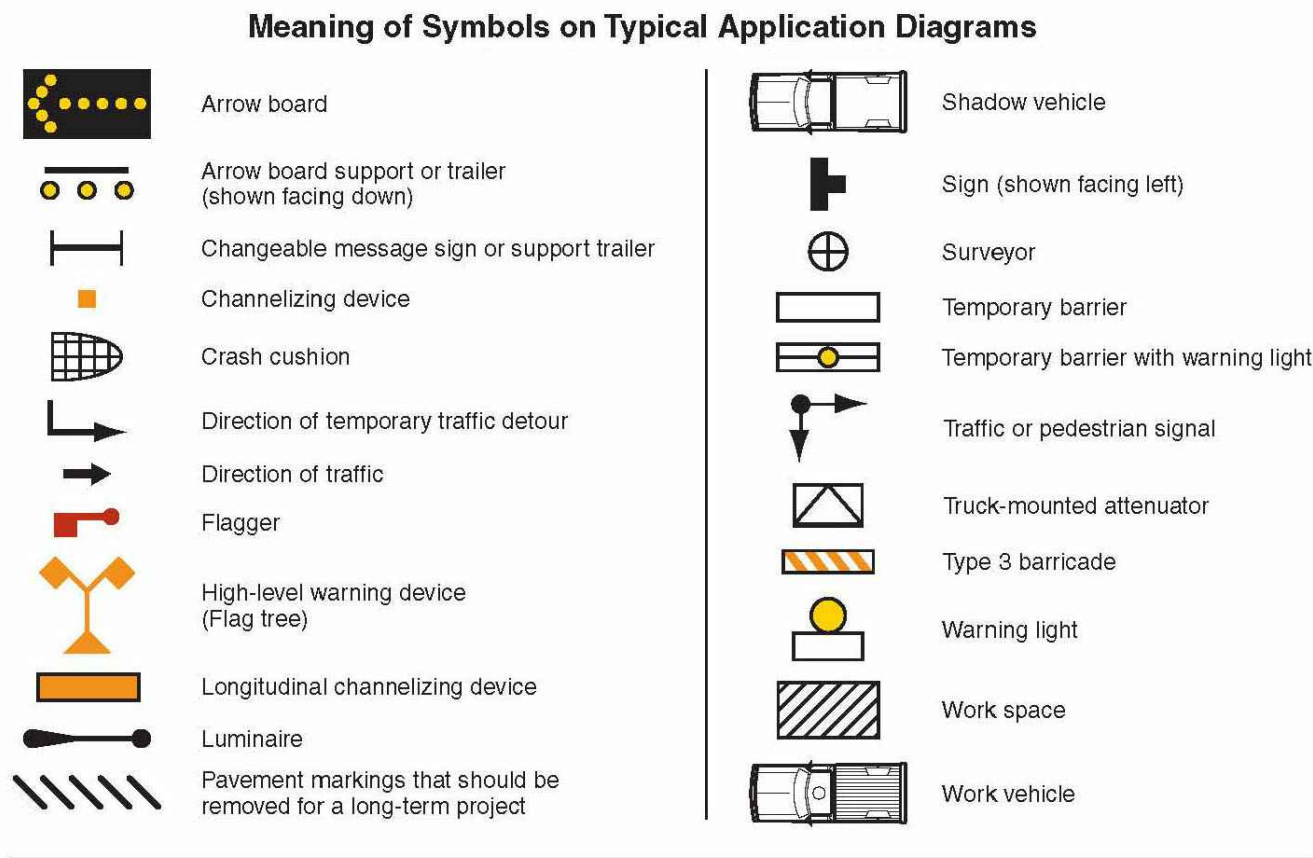 Meaning of Symbols on Typical Application Diagrams
Arrow board
Arrow board support or trailer
(shown facing down)
Changeable message sign or support trailer
Channelizing device
Crash cushion
Direction of temporary traffic detour
Direction of traffic
Flagger
High-level warning device
(Flag tree)
Longitudinal channelizing device
Luminaire
Pavement markings that should be
removed for a long-term project
Shadow vehicle
Sign (shown facing left)
Surveyor
Temporary barrier
Temporary barrier with warning light
Traffic or pedestrian signal
Truck-mounted attenuator
Type 3 barricade
Warning light
Work space
Work vehicle